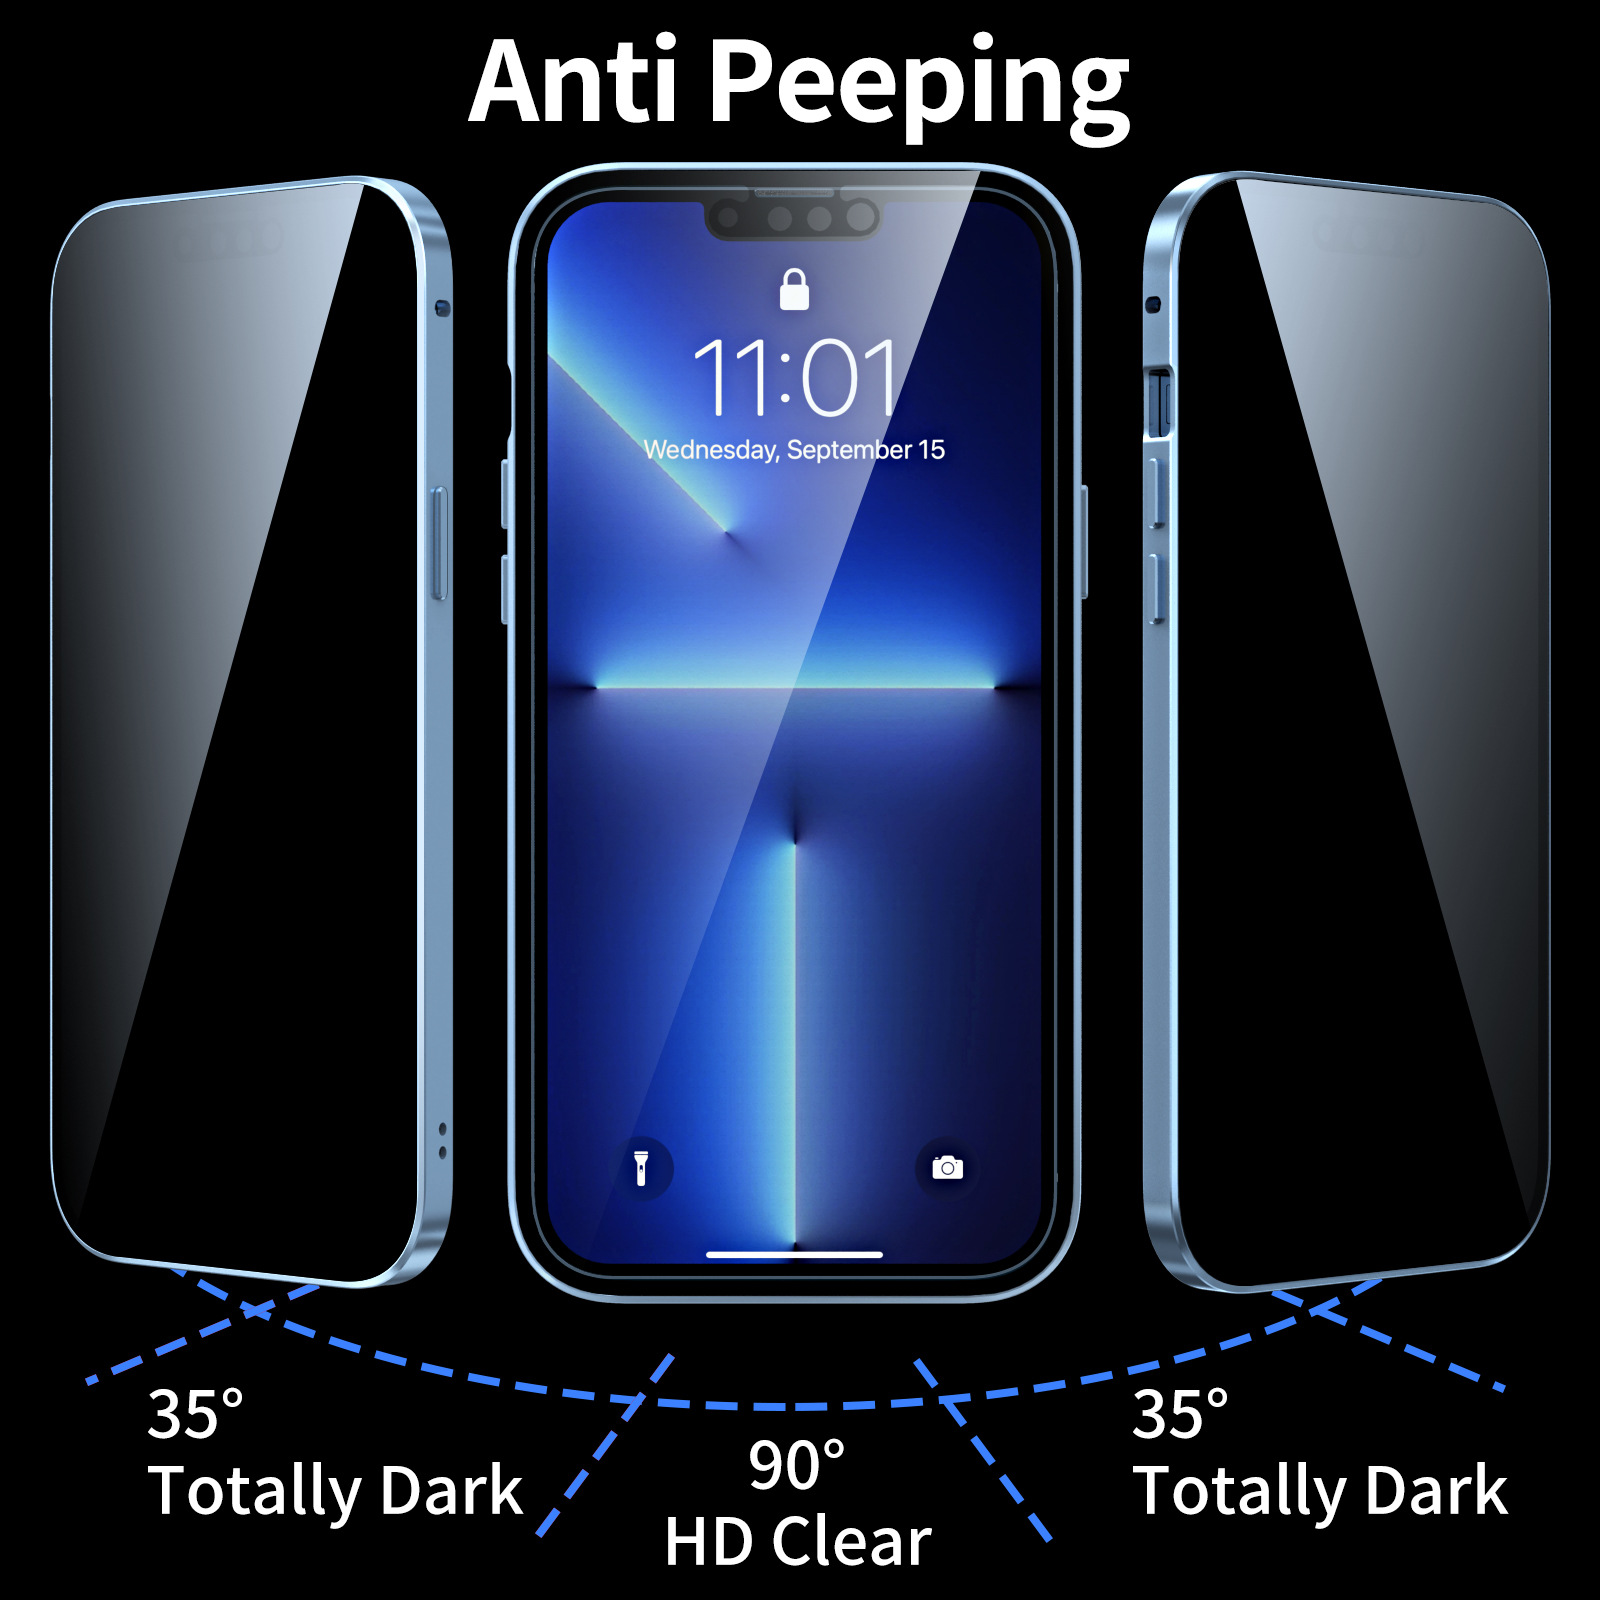 Anti Peeping
11:01
Wednesday, September 15
35°
Totally Dark
90°
HD Clear
35°
Totally Dark